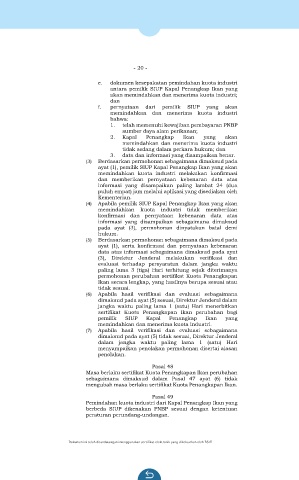 - 20 -
e. dokumen kesepakatan pemindahan kuota industri
antara pemilik SIUP Kapal Penangkap Ikan yang
akan memindahkan dan menerima kuota industri;
dan
f. pernyataan dari pemilik SIUP yang akan
memindahkan dan menerima kuota industri
bahwa:
1. telah memenuhi kewajiban pembayaran PNBP
sumber daya alam perikanan;
2. Kapal Penangkap Ikan yang akan
memindahkan dan menerima kuota industri
tidak sedang dalam perkara hukum; dan
3. data dan informasi yang disampaikan benar.
(3) Berdasarkan permohonan sebagaimana dimaksud pada
ayat (1), pemilik SIUP Kapal Penangkap Ikan yang akan
memindahkan kuota industri melakukan konfirmasi
dan memberikan pernyataan kebenaran data atas
informasi yang disampaikan paling lambat 24 (dua
puluh empat) jam melalui aplikasi yang disediakan oleh
Kementerian.
(4) Apabila pemilik SIUP Kapal Penangkap Ikan yang akan
memindahkan kuota industri tidak memberikan
konfirmasi dan pernyataan kebenaran data atas
informasi yang disampaikan sebagaimana dimaksud
pada ayat (3), permohonan dinyatakan batal demi
hukum.
(5) Berdasarkan permohonan sebagaimana dimaksud pada
ayat (1), serta konfirmasi dan pernyataan kebenaran
data atas informasi sebagaimana dimaksud pada ayat
(3), Direktur Jenderal melakukan verifikasi dan
evaluasi terhadap persyaratan dalam jangka waktu
paling lama 3 (tiga) Hari terhitung sejak diterimanya
permohonan perubahan sertifikat Kuota Penangkapan
Ikan secara lengkap, yang hasilnya berupa sesuai atau
tidak sesuai.
(6) Apabila hasil verifikasi dan evaluasi sebagaimana
dimaksud pada ayat (5) sesuai, Direktur Jenderal dalam
jangka waktu paling lama 1 (satu) Hari menerbitkan
sertifikat Kuota Penangkapan Ikan perubahan bagi
pemilik SIUP Kapal Penangkap Ikan yang
memindahkan dan menerima kuota industri.
(7) Apabila hasil verifikasi dan evaluasi sebagaimana
dimaksud pada ayat (5) tidak sesuai, Direktur Jenderal
dalam jangka waktu paling lama 1 (satu) Hari
menyampaikan penolakan permohonan disertai alasan
penolakan.
Pasal 48
Masa berlaku sertifikat Kuota Penangkapan Ikan perubahan
sebagaimana dimaksud dalam Pasal 47 ayat (6) tidak
mengubah masa berlaku sertifikat Kuota Penangkapan Ikan.
Pasal 49
Pemindahan kuota industri dari Kapal Penangkap Ikan yang
berbeda SIUP dikenakan PNBP sesuai dengan ketentuan
peraturan perundang-undangan.